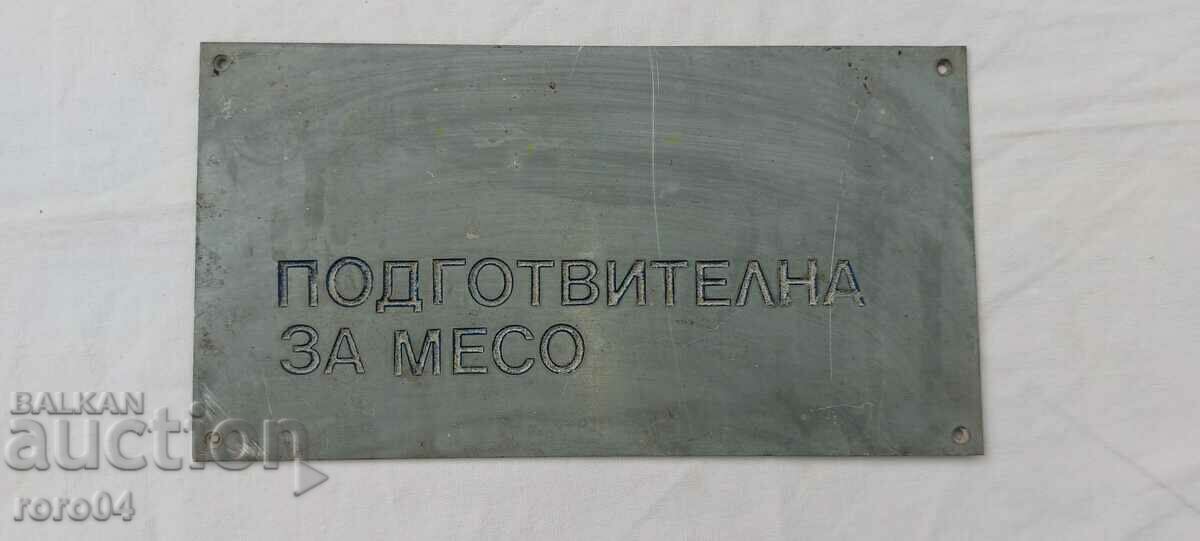 ПОДГОТВИТЕЛНА
ЗА МЕСО
BALKAN
auction
roro04